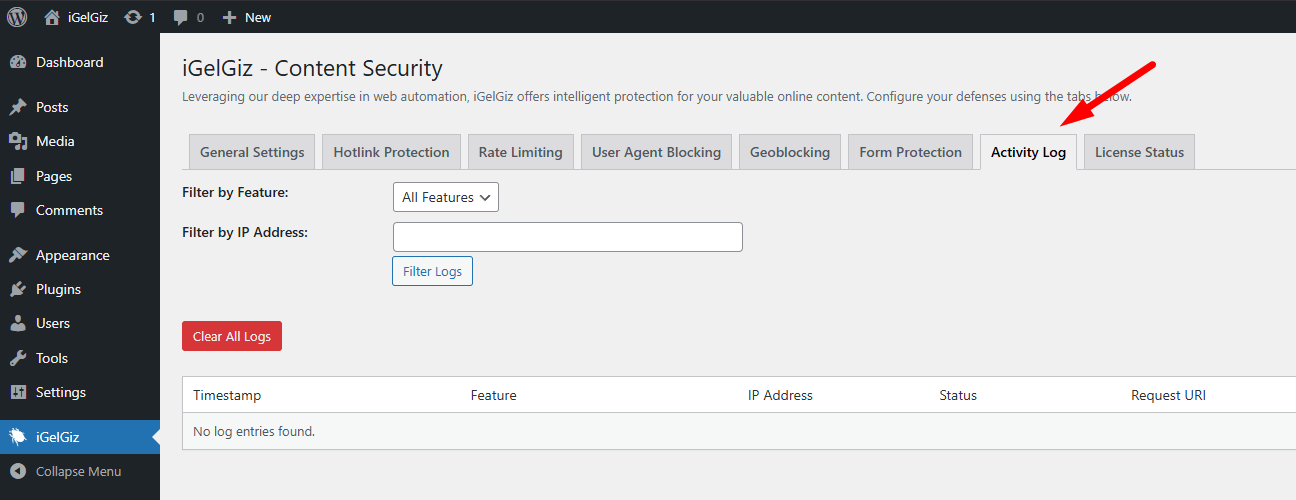 iGelGiz 1 0 New
Dashboard
Posts
Media
Pages
Comments
Appearance
Plugins
Users
Tools
Settings
iGelGiz
Collapse Menu
iGelGiz - Content Security
Leveraging our deep expertise in web automation, iGelGiz offers intelligent protection for your valuable online content. Configure your defenses using the tabs below.
General Settings Hotlink Protection Rate Limiting User Agent Blocking Geoblocking Form Protection Activity Log License Status
Filter by Feature: All Features
Filter by IP Address:
Filter Logs
Clear All Logs
Timestamp Feature IP Address Status Request URI
No log entries found.